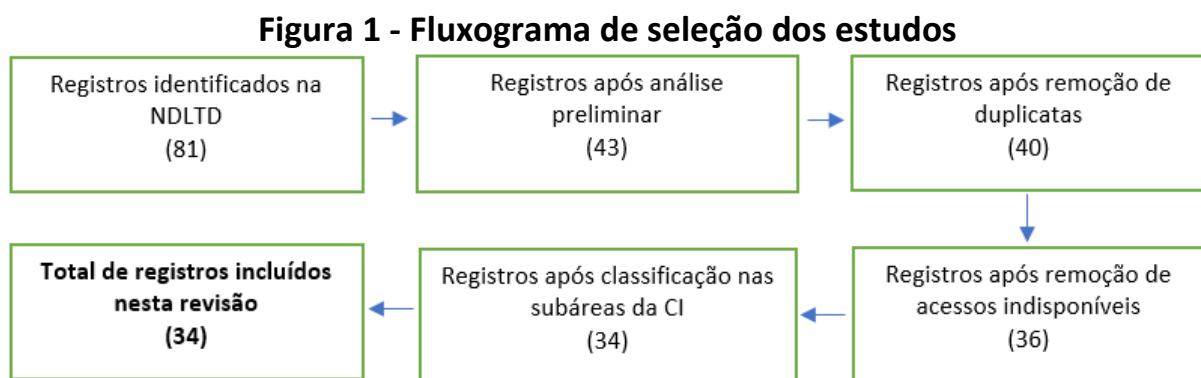 Figura 1 - Fluxograma de seleção dos estudos
Registros identificados na
NDLTD
(81)
Registros após análise
preliminar
(43)
Registros após remoção de
duplicatas
(40)
Registros após remoção de
acessos indisponíveis
(36)
Registros após classificação nas
subáreas da CI
(34)
Total de registros incluídos
nesta revisão
(34)